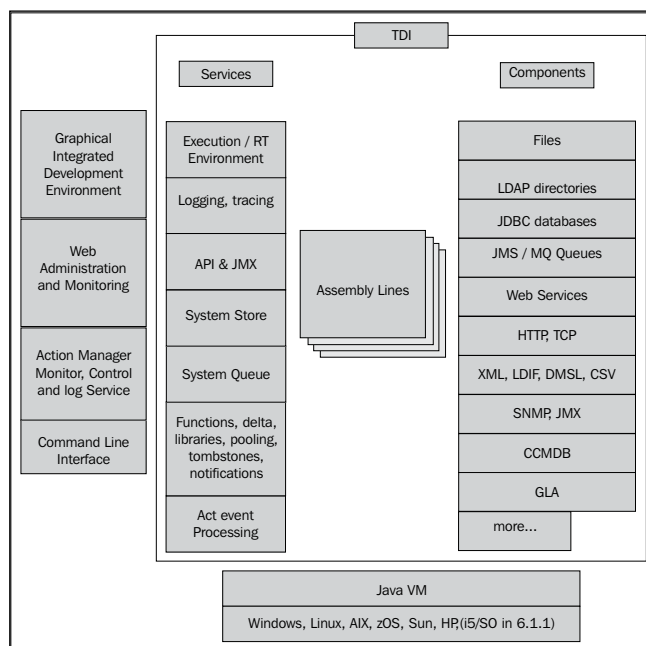 TDI
Services
Components
Graphical
Integrated
Development
Environment
Web
Administration
and Monitoring
Action Manager
Monitor, Control
and log Service
Command Line
Interface
Execution / RT
Environment
Logging, tracing
API & JMX
System Store
System Queue
Functions, delta,
libraries, pooling,
tombstones,
notifications
Act event
Processing
Assembly Lines
Files
LDAP directories
JDBC databases
JMS / MQ Queues
Web Services
HTTP, TCP
XML, LDIF, DMSL, CSV
SNMP, JMX
CCMDB
GLA
more...
Java VM
Windows, Linux, AIX, zOS, Sun, HP,(i5/SO in 6.1.1)